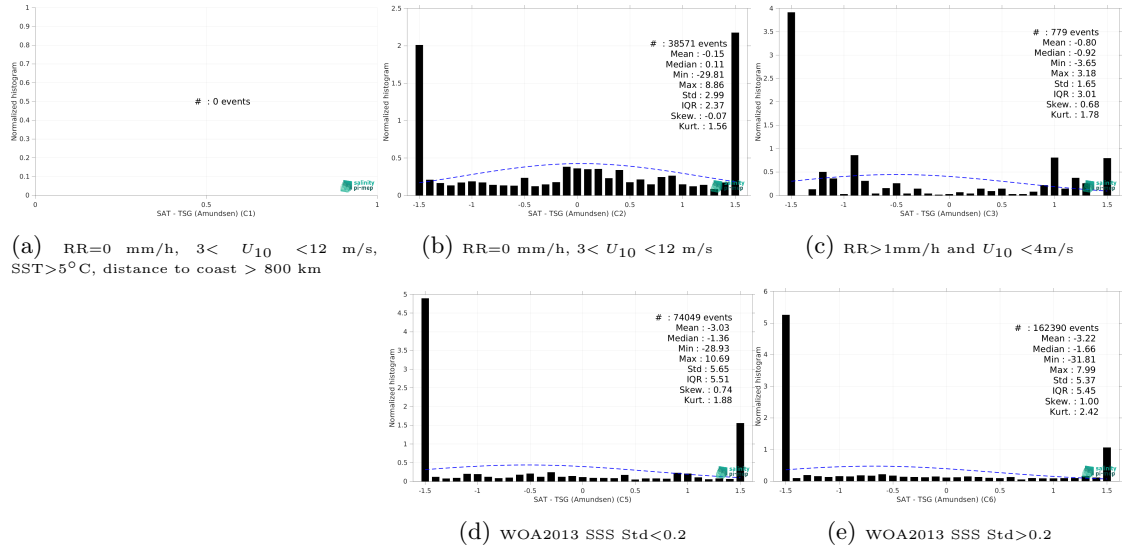 1
0.9
0.8
0.7
0.6
0.5
0.4
0.3
0.2
0.1
0
Normalized histogram
# : 0 events
salinity
pi-mep
0 0.5 1
SAT - TSG (Amundsen) (C1)
(a) RR=0 mm/h, 3< U10 <12 m/s,
SST>5°C, distance to coast > 800 km
2.5
2
1.5
1
0.5
0
Normalized histogram
# : 38571 events
Mean : -0.15
Median : 0.11
Min : -29.81
Max : 8.86
Std : 2.99
IQR : 2.37
Skew. : -0.07
Kurt. : 1.56
salinity
pi-mep
-1.5 -1 -0.5 0 0.5 1 1.5
SAT - TSG (Amundsen) (C2)
(b) RR=0 mm/h, 3< U10 <12 m/s
4
3.5
3
2.5
2
1.5
1
0.5
0
Normalized histogram
# : 779 events
Mean : -0.80
Median : -0.92
Min : -3.65
Max : 3.18
Std : 1.65
IQR : 3.01
Skew. : 0.68
Kurt. : 1.78
salinity
pi-mep
-1.5 -1 -0.5 0 0.5 1 1.5
SAT - TSG (Amundsen) (C3)
(c) RR>1mm/h and U10 <4m/s
5
4.5
4
3.5
3
2.5
2
1.5
1
0.5
0
Normalized histogram
# : 74049 events
Mean : -3.03
Median : -1.36
Min : -28.93
Max : 10.69
Std : 5.65
IQR : 5.51
Skew. : 0.74
Kurt. : 1.88
salinity
pi-mep
-1.5 -1 -0.5 0 0.5 1 1.5
SAT - TSG (Amundsen) (C5)
(d) WOA2013 SSS Std<0.2
6
5
4
3
2
1
0
Normalized histogram
# : 162390 events
Mean : -3.22
Median : -1.66
Min : -31.81
Max : 7.99
Std : 5.37
IQR : 5.45
Skew. : 1.00
Kurt. : 2.42
salinity
pi-mep
-1.5 -1 -0.5 0 0.5 1 1.5
SAT - TSG (Amundsen) (C6)
(e) WOA2013 SSS Std>0.2